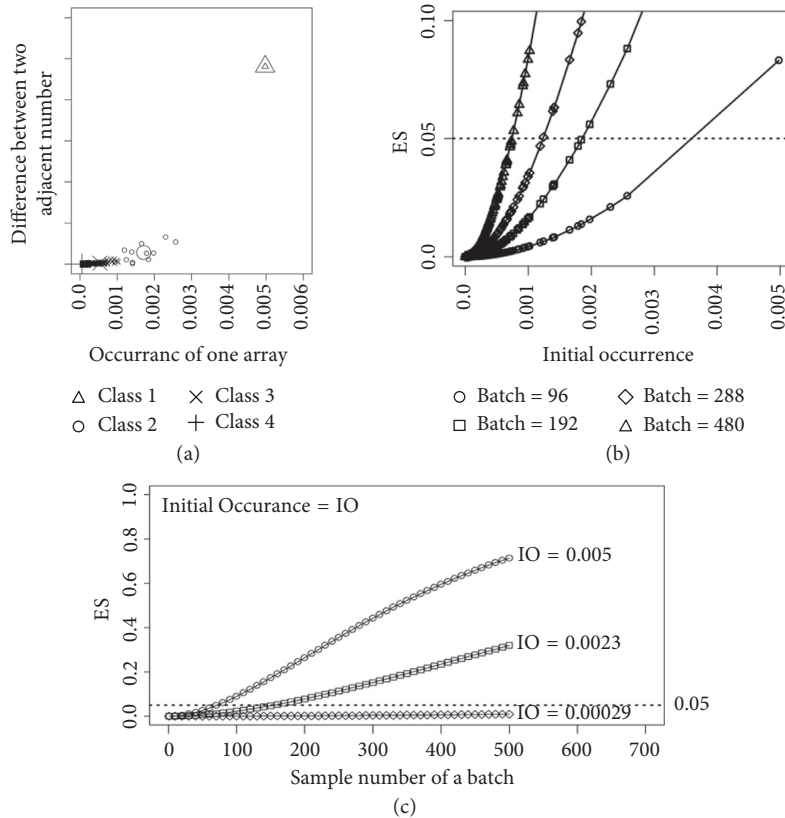 Difference between two
adjacent number
0.0
0.001
0.002
0.003
0.004
0.005
0.006
Occurranc of one array
Class 1
Class 3
Class 2
Class 4
(a)
0.10
0.05
0.0
ES
0.0
0.001
0.002
0.003
0.004
0.005
Initial occurrence
Batch = 96
Batch = 288
Batch = 192
Batch = 480
(b)
1.0
0.8
0.6
0.4
0.2
0.0
ES
Initial Occurance = IO
IO = 0.005
IO = 0.0023
IO = 0.00029
0.05
0 100 200 300 400 500 600 700
Sample number of a batch
(c)